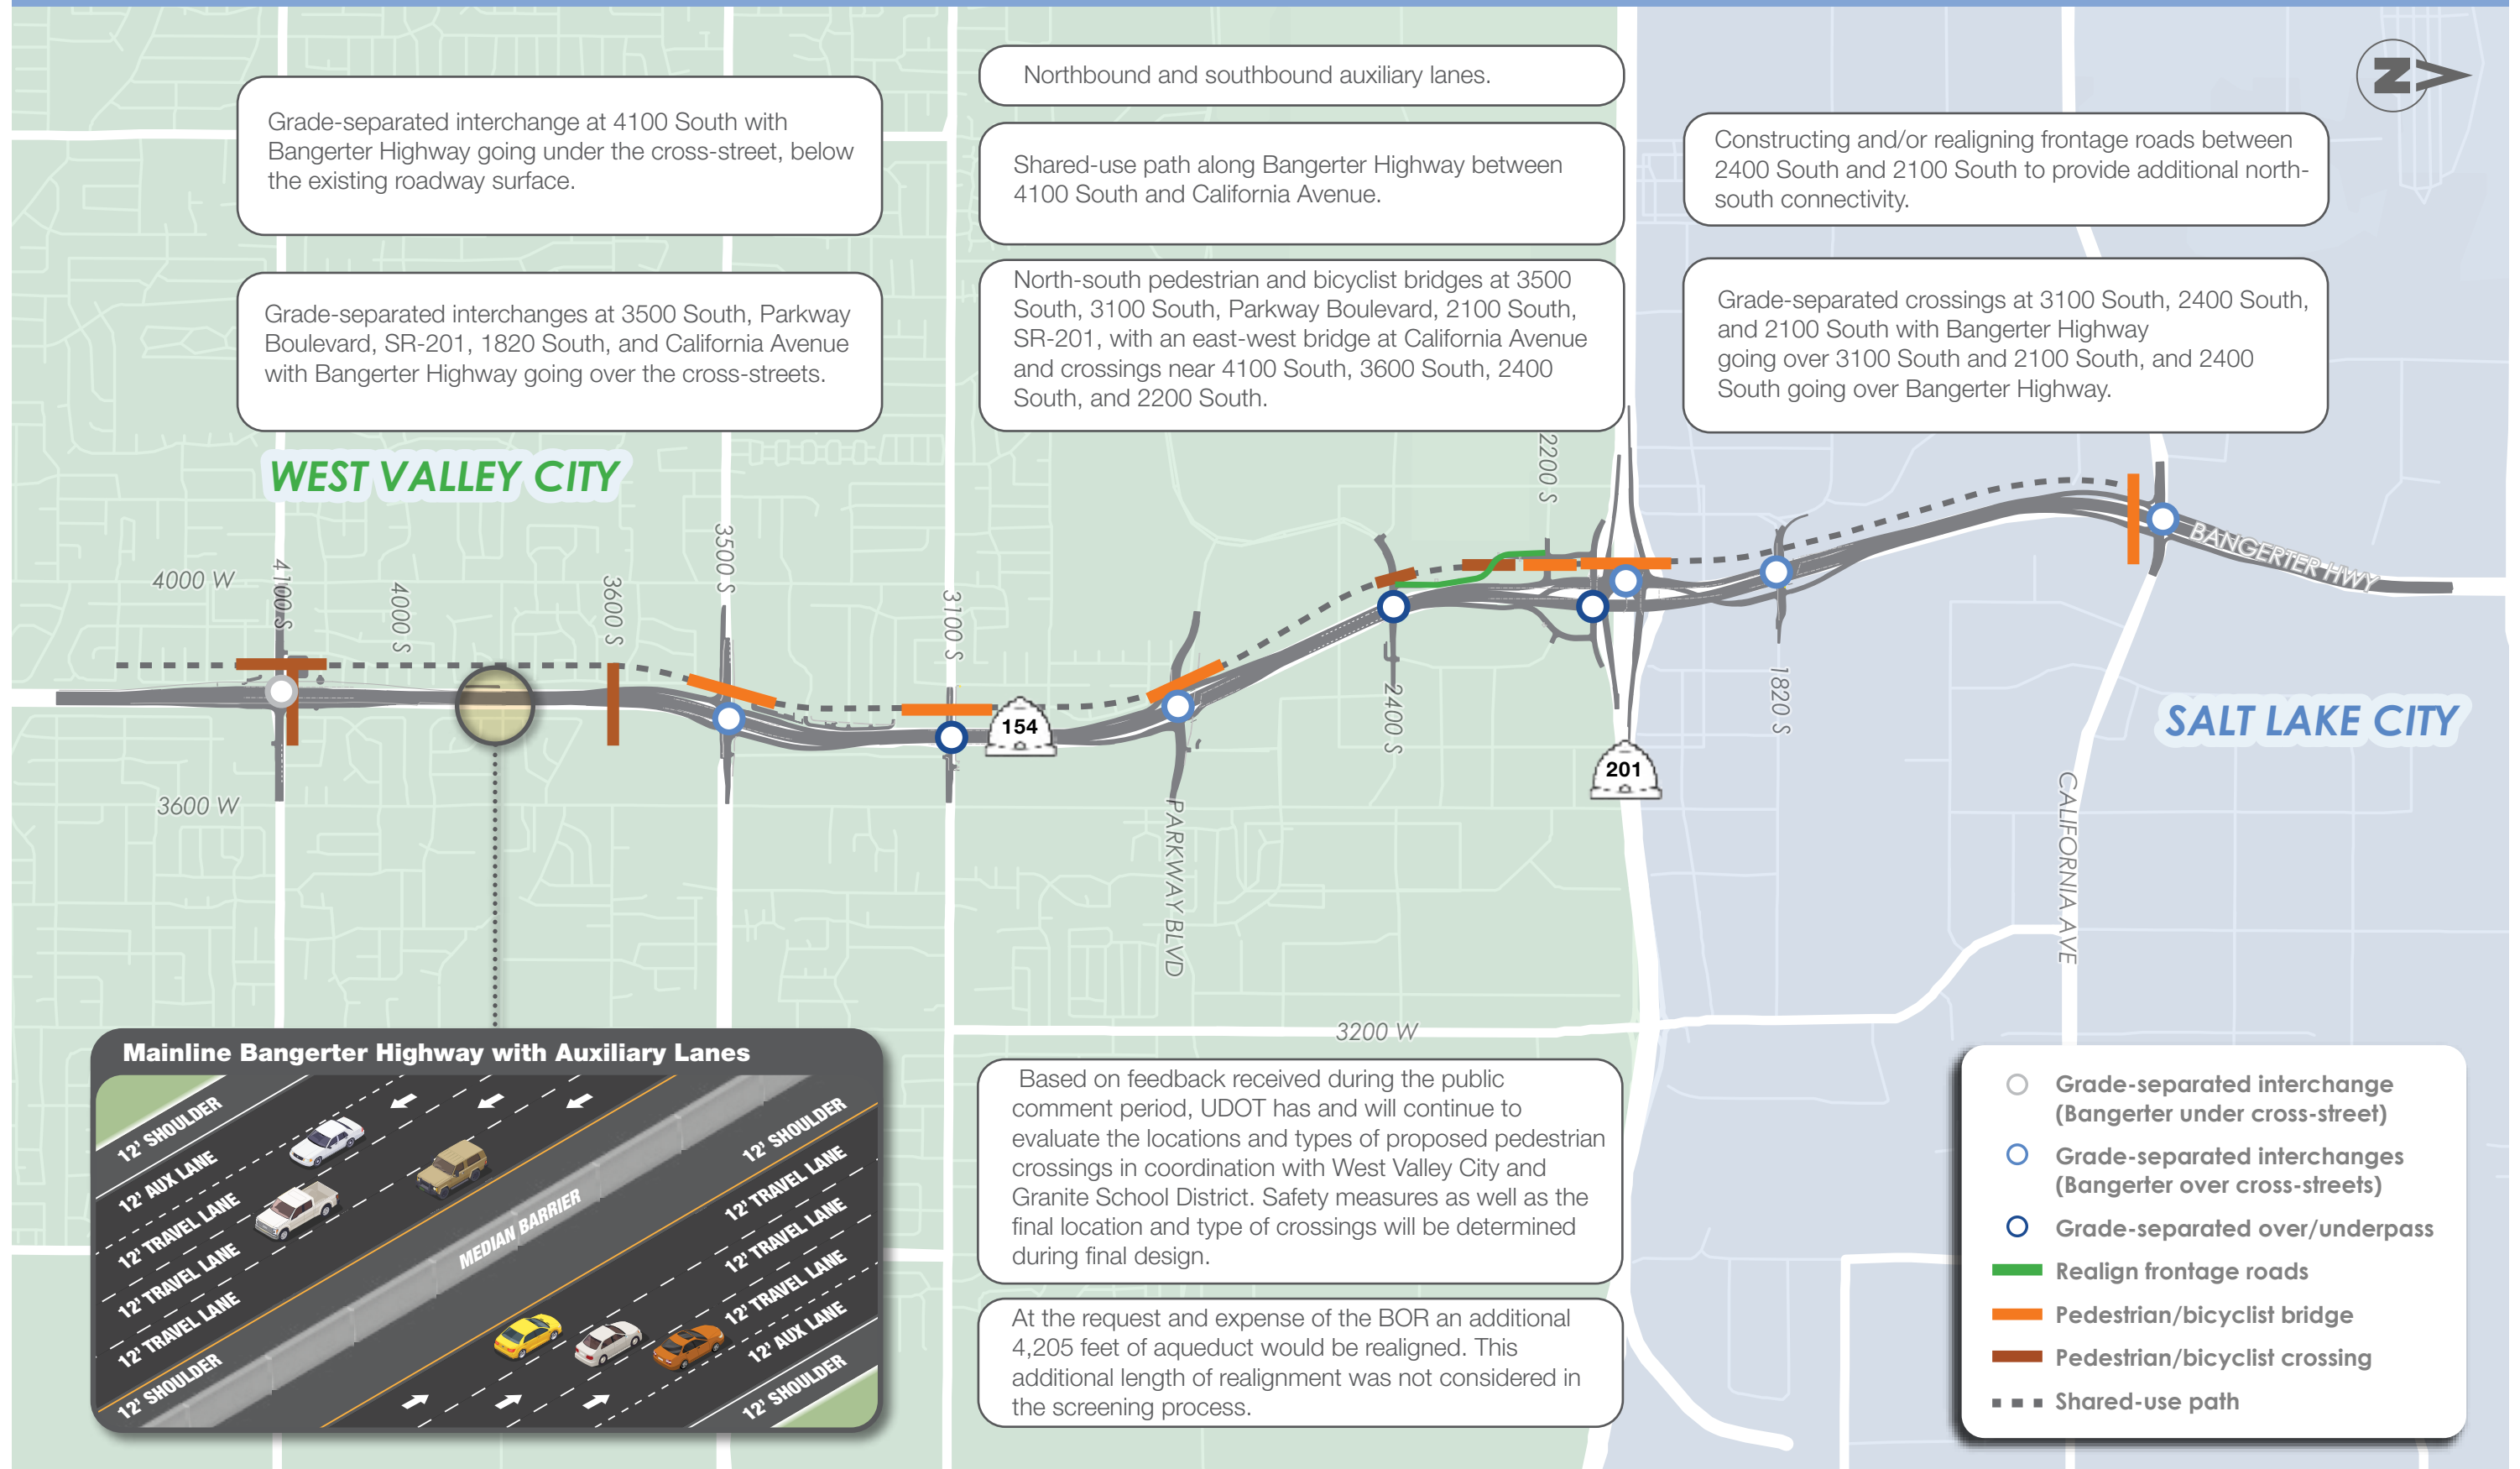 Northbound and southbound auxiliary lanes.
Grade-separated interchange at 4100 South with
Bangerter Highway going under the cross-street, below
the existing roadway surface.
Shared-use path along Bangerter Highway between
4100 South and California Avenue.
Constructing and/or realigning frontage roads between
2400 South and 2100 South to provide additional north-
south connectivity.
Grade-separated interchanges at 3500 South, Parkway
Boulevard, SR-201, 1820 South, and California Avenue
with Bangerter Highway going over the cross-streets.
North-south pedestrian and bicyclist bridges at 3500
South, 3100 South, Parkway Boulevard, 2100 South,
SR-201, with an east-west bridge at California Avenue
and crossings near 4100 South, 3600 South, 2400
South, and 2200 South.
Grade-separated crossings at 3100 South, 2400 South,
and 2100 South with Bangerter Highway
going over 3100 South and 2100 South, and 2400
South going over Bangerter Highway.
N
WEST VALLEY CITY
4000 W
4100 S
4000 S
3600 S
3500 S
3100 S
2200 S
BANGERTER HWY
154
2400 S
201
1820 S
SALT LAKE CITY
3600 W
PARKWAY BLVD
CALIFORNIA AVE
3200 W
Mainline Bangerter Highway with Auxiliary Lanes
12' SHOULDER
12' AUX LANE
12' TRAVEL LANE
12' TRAVEL LANE
12' TRAVEL LANE
12' SHOULDER
MEDIAN BARRIER
12' SHOULDER
12' TRAVEL LANE
12' TRAVEL LANE
12' TRAVEL LANE
12' AUX LANE
12' SHOULDER
Based on feedback received during the public
comment period, UDOT has and will continue to
evaluate the locations and types of proposed pedestrian
crossings in coordination with West Valley City and
Granite School District. Safety measures as well as the
final location and type of crossings will be determined
during final design.
At the request and expense of the BOR an additional
4,205 feet of aqueduct would be realigned. This
additional length of realignment was not considered in
the screening process.
Grade-separated interchange
(Bangerter under cross-street)
Grade-separated interchanges
(Bangerter over cross-streets)
Grade-separated over/underpass
Realign frontage roads
Pedestrian/bicyclist bridge
Pedestrian/bicyclist crossing
Shared-use path